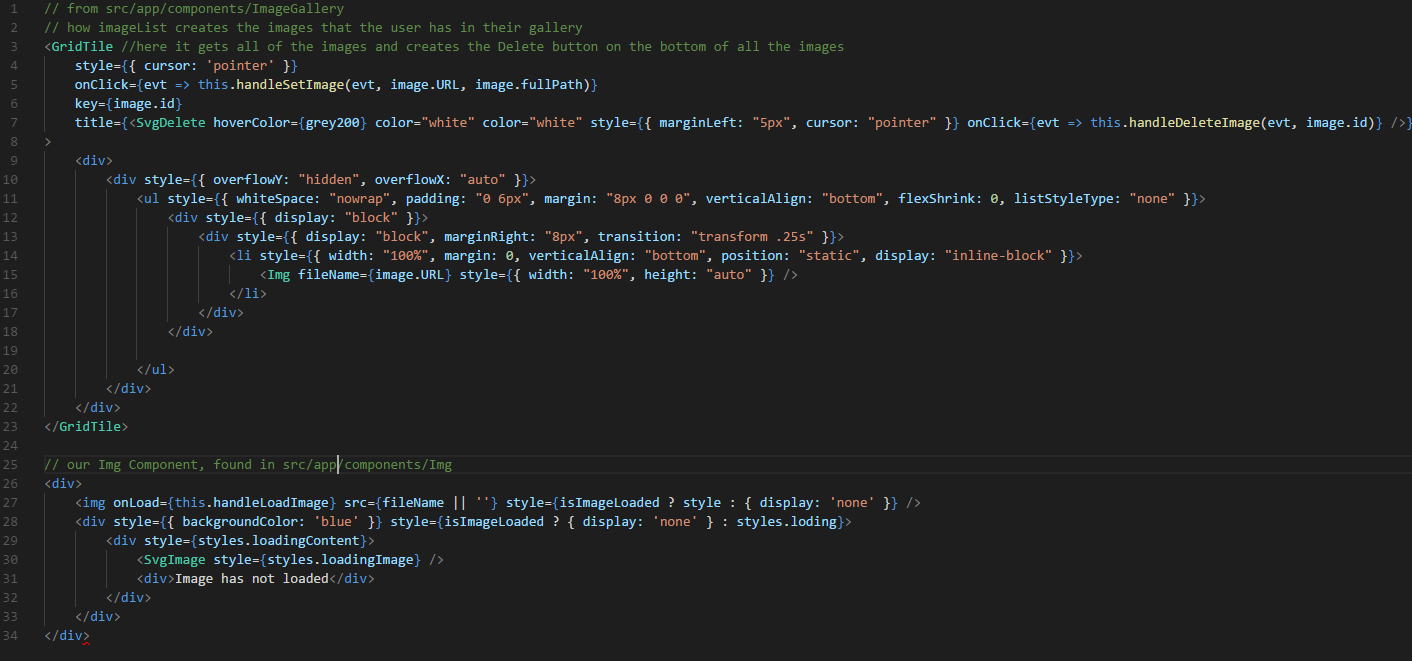 1 // from src/app/components/ImageGallery
2 // how imageList creates the images that the user has in their gallery
3 <GridTile //here it gets all of the images and creates the Delete button on the bottom of all the images
4     style={{ cursor: 'pointer' }}
5     onClick={evt => this.handleSetImage(evt, image.URL, image.fullPath)}
6     key={image.id}
7     title={<SvgDelete hoverColor={grey200} color="white" color="white" style={{ marginLeft: "5px", cursor: "pointer" }} onClick={evt => this.handleDeleteImage(evt, image.id)} />}
8 >
9     <div>
10         <div style={{ overflowY: "hidden", overflowX: "auto" }}>
11             <ul style={{ whiteSpace: "nowrap", padding: "0 6px", margin: "8px 0 0 0", verticalAlign: "bottom", flexShrink: 0, listStyleType: "none" }}>
12                 <div style={{ display: "block" }}>
13                     <div style={{ display: "block", marginRight: "8px", transition: "transform .25s" }}>
14                         <li style={{ width: "100%", margin: 0, verticalAlign: "bottom", position: "static", display: "inline-block" }}>
15                             <Img fileName={image.URL} style={{ width: "100%", height: "auto" }} />
16                         </li>
17                     </div>
18                 </div>
19
20             </ul>
21         </div>
22     </div>
23 </GridTile>
24
25 // our Img Component, found in src/app/components/Img
26 <div>
27     <img onLoad={this.handleLoadImage} src={fileName || ''} style={isImageLoaded ? style : { display: 'none' }} />
28     <div style={{ backgroundColor: 'blue' }} style={isImageLoaded ? { display: 'none' } : styles.loding}>
29         <div style={styles.loadingContent}>
30             <SvgImage style={styles.loadingImage} />
31             <div>Image has not loaded</div>
32         </div>
33     </div>
34 </div>